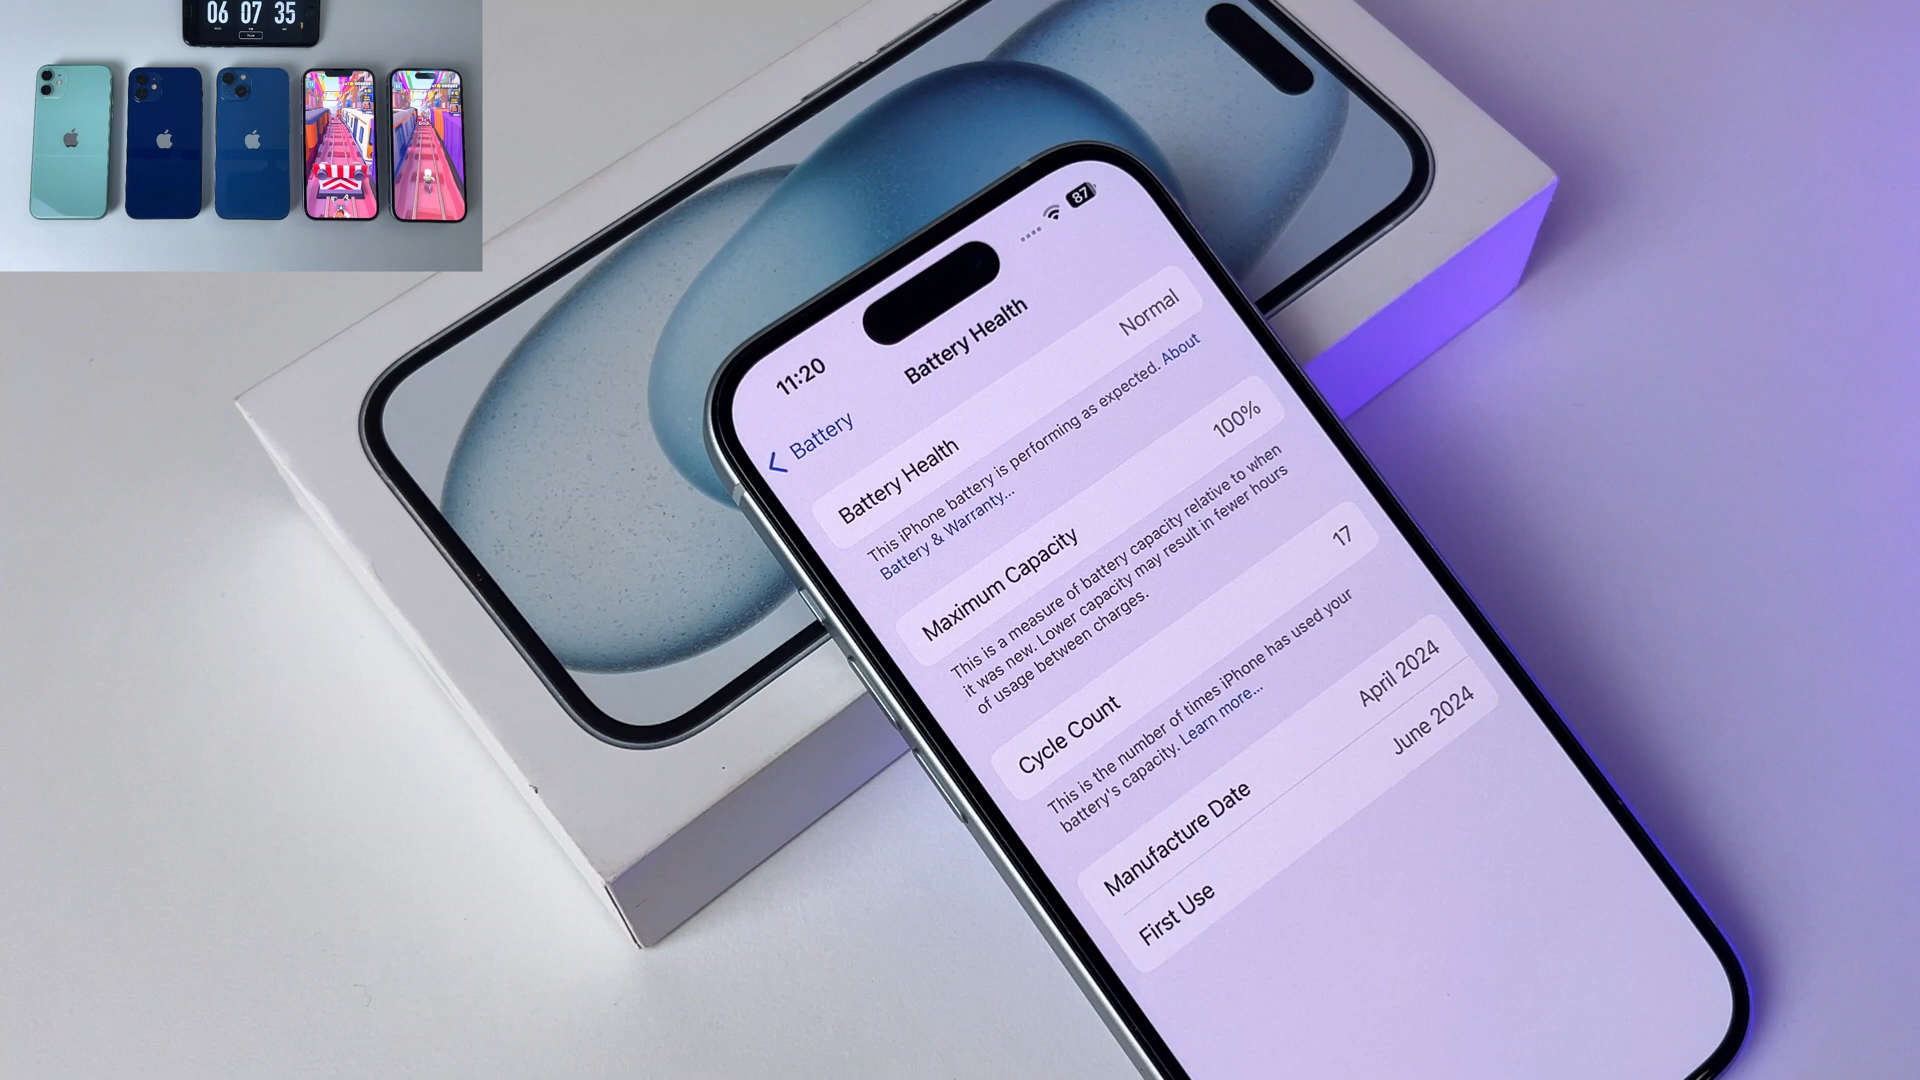 06 07 35
11:20
87
Battery
Battery Health
Battery Health
Normal
This iPhone battery is performing as expected. About
Battery & Warranty...
Maximum Capacity
100%
This is a measure of battery capacity relative to when
it was new. Lower capacity may result in fewer hours
of usage between charges.
Cycle Count
17
This is the number of times iPhone has used your
battery's capacity. Learn more...
Manufacture Date
April 2024
First Use
June 2024